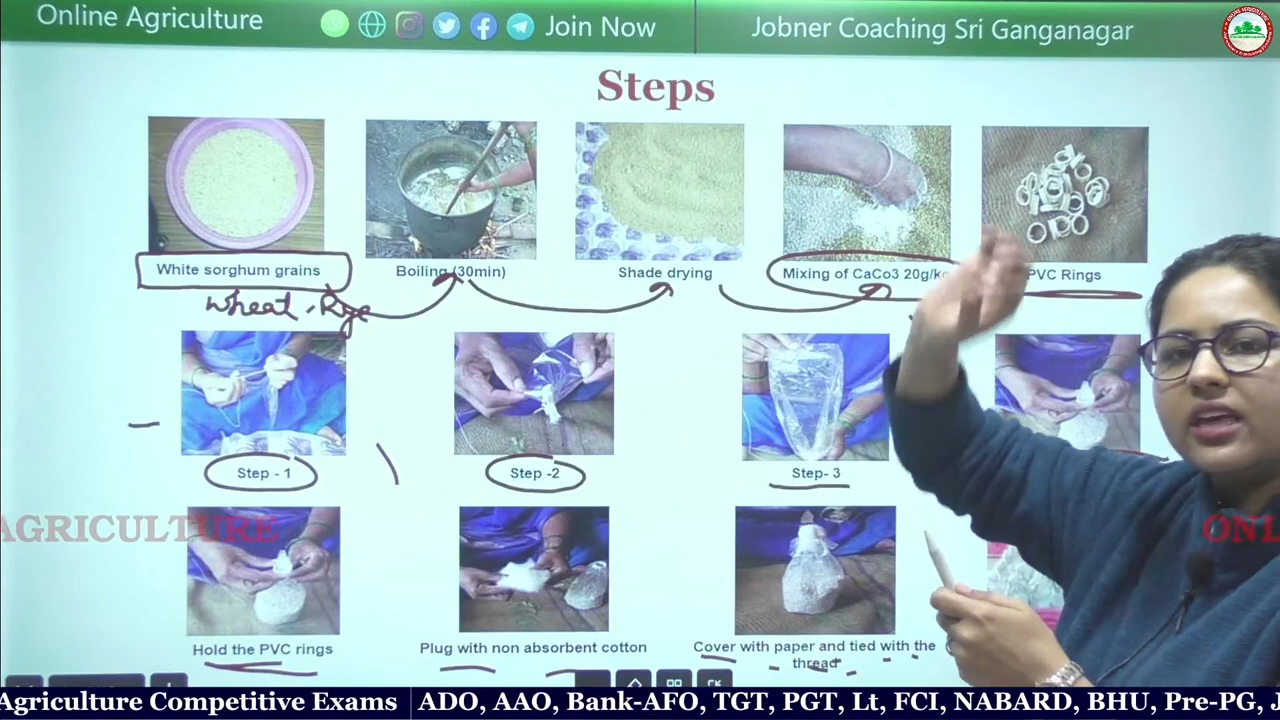 Online Agriculture
Join Now
Jobner Coaching Sri Ganganagar
Steps
White sorghum grains
Boiling (30min)
Shade drying
Mixing of CaCo3 20g/kg
PVC Rings
Wheat, Rye
Step - 1
Step -2
Step- 3
AGRICULTURE
ONL
Hold the PVC rings
Plug with non absorbent cotton
Cover with paper and tied with the
thread
Agriculture Competitive Exams
ADO, AAO, Bank-AFO, TGT, PGT, Lt, FCI, NABARD, BHU, Pre-PG, J